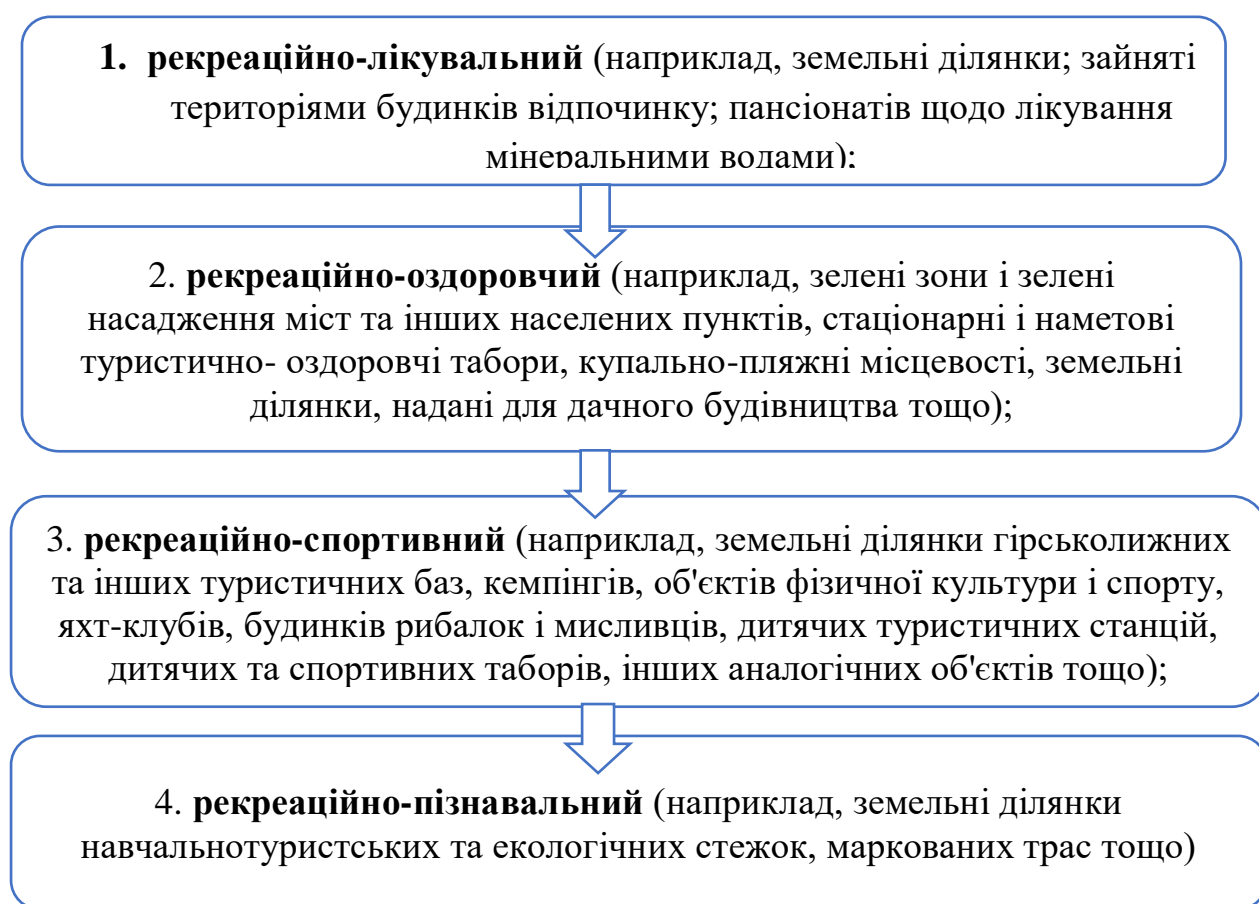 1. рекреаційно-лікувальний (наприклад, земельні ділянки; зайняті
територіями будинків відпочинку; пансіонатів щодо лікування
мінеральними водами);
2. рекреаційно-оздоровчий (наприклад, зелені зони і зелені
насадження міст та інших населених пунктів, стаціонарні і наметові
туристично- оздоровчі табори, купально-пляжні місцевості, земельні
ділянки, надані для дачного будівництва тощо);
3. рекреаційно-спортивний (наприклад, земельні ділянки гірськолижних
та інших туристичних баз, кемпінгів, об'єктів фізичної культури і спорту,
яхт-клубів, будинків рибалок і мисливців, дитячих туристичних станцій,
дитячих та спортивних таборів, інших аналогічних об'єктів тощо);
4. рекреаційно-пізнавальний (наприклад, земельні ділянки
навчальнотуристських та екологічних стежок, маркованих трас тощо)